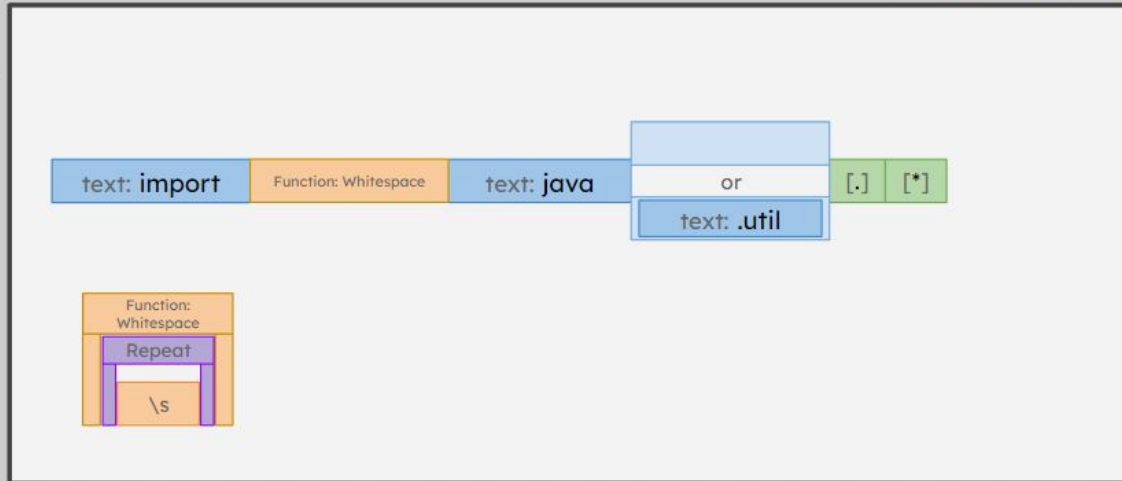 text: import Function: Whitespace text: java or [.] [*]
text: .util
Function:
Whitespace
Repeat
\s